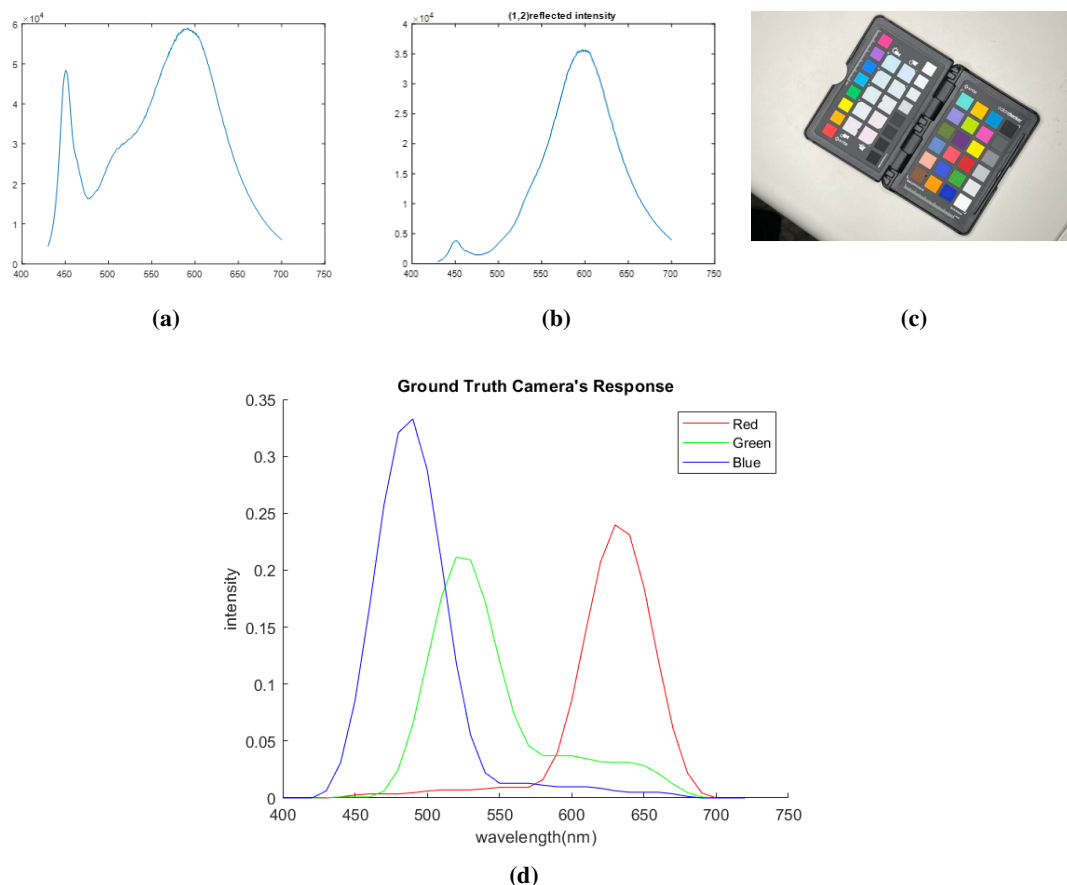 ×10⁴
6
5
4
3
2
1
0
400 450 500 550 600 650 700 750
(a)
(1,2)reflected intensity
×10⁴
4
3.5
3
2.5
2
1.5
1
0.5
0
400 450 500 550 600 650 700 750
(b)
(c)
Ground Truth Camera's Response
Red
Green
Blue
intensity
0.35
0.3
0.25
0.2
0.15
0.1
0.05
0
400 450 500 550 600 650 700 750
wavelength(nm)
(d)